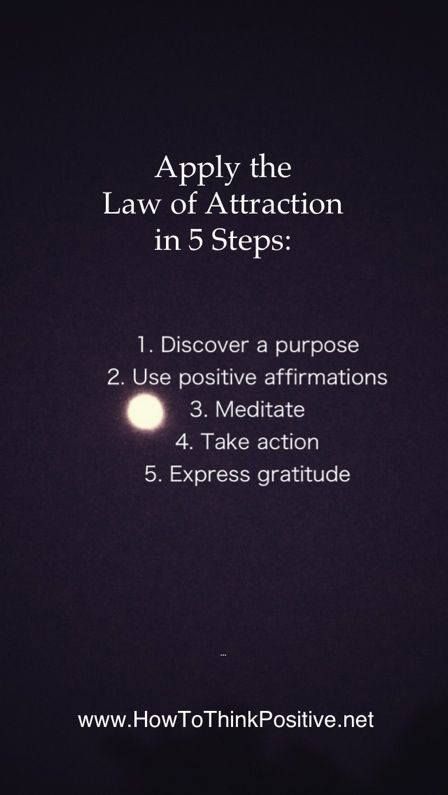 Apply the
Law of Attraction
in 5 Steps:
1. Discover a purpose
2. Use positive affirmations
3. Meditate
4. Take action
5. Express gratitude
...
www.HowToThinkPositive.net